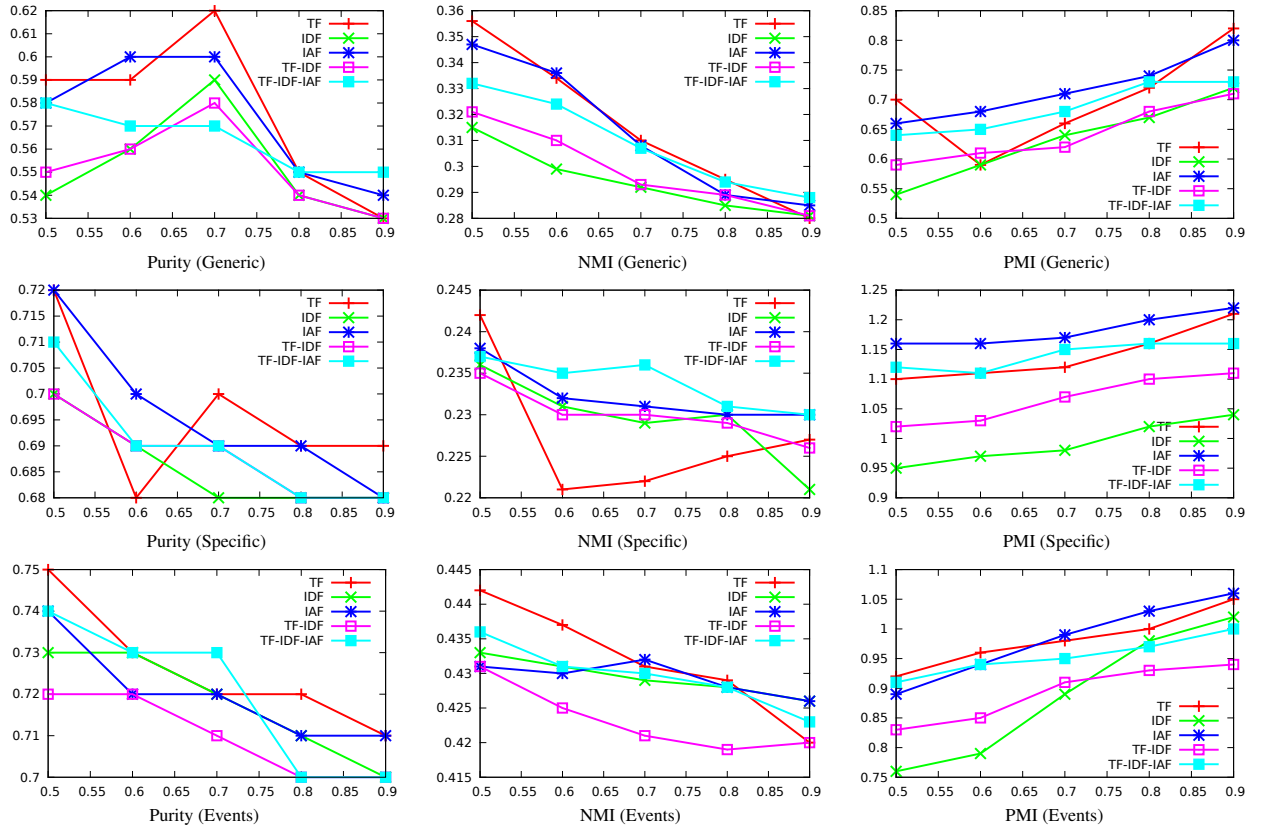 0.62
0.61
0.6
0.59
0.58
0.57
0.56
0.55
0.54
0.53
TF
IDF
IAF
TF-IDF
TF-IDF-IAF
0.5 0.55 0.6 0.65 0.7 0.75 0.8 0.85 0.9
Purity (Generic)
0.36
0.35
0.34
0.33
0.32
0.31
0.3
0.29
0.28
TF
IDF
IAF
TF-IDF
TF-IDF-IAF
0.5 0.55 0.6 0.65 0.7 0.75 0.8 0.85 0.9
NMI (Generic)
0.85
0.8
0.75
0.7
0.65
0.6
0.55
0.5
TF
IDF
IAF
TF-IDF
TF-IDF-IAF
0.5 0.55 0.6 0.65 0.7 0.75 0.8 0.85 0.9
PMI (Generic)
0.72
0.715
0.71
0.705
0.7
0.695
0.69
0.685
0.68
TF
IDF
IAF
TF-IDF
TF-IDF-IAF
0.5 0.55 0.6 0.65 0.7 0.75 0.8 0.85 0.9
Purity (Specific)
0.245
0.24
0.235
0.23
0.225
0.22
TF
IDF
IAF
TF-IDF
TF-IDF-IAF
0.5 0.55 0.6 0.65 0.7 0.75 0.8 0.85 0.9
NMI (Specific)
1.25
1.2
1.15
1.1
1.05
1
0.95
0.9
TF
IDF
IAF
TF-IDF
TF-IDF-IAF
0.5 0.55 0.6 0.65 0.7 0.75 0.8 0.85 0.9
PMI (Specific)
0.75
0.74
0.73
0.72
0.71
0.7
TF
IDF
IAF
TF-IDF
TF-IDF-IAF
0.5 0.55 0.6 0.65 0.7 0.75 0.8 0.85 0.9
Purity (Events)
0.445
0.44
0.435
0.43
0.425
0.42
0.415
TF
IDF
IAF
TF-IDF
TF-IDF-IAF
0.5 0.55 0.6 0.65 0.7 0.75 0.8 0.85 0.9
NMI (Events)
1.1
1.05
1
0.95
0.9
0.85
0.8
0.75
TF
IDF
IAF
TF-IDF
TF-IDF-IAF
0.5 0.55 0.6 0.65 0.7 0.75 0.8 0.85 0.9
PMI (Events)